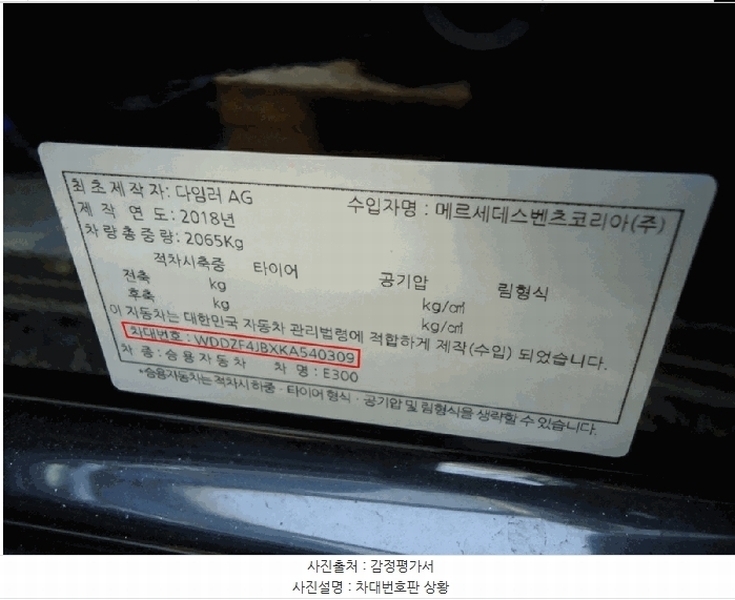 최초제작자: 다임러 AG
수입자명 : 메르세데스벤츠코리아(주)
제 작 연 도: 2018년
차량총중량: 2065Kg
적차시축중 타이어 공기압 림형식
전축 kg kg/㎠
후축 kg kg/㎠
이 자동차는 대한민국 자동차 관리법령에 적합하게 제작(수입) 되었습니다.
차대번호 : WDDZF4JBXKA540309
차 종 : 승용자동차 차 명 : E300
*승용자동차는 적차시 하중 · 타이어 형식 · 공기압 및 림형식을 생략할 수 있습니다.
사진출처 : 감정평가서
사진설명 : 차대번호판 상황